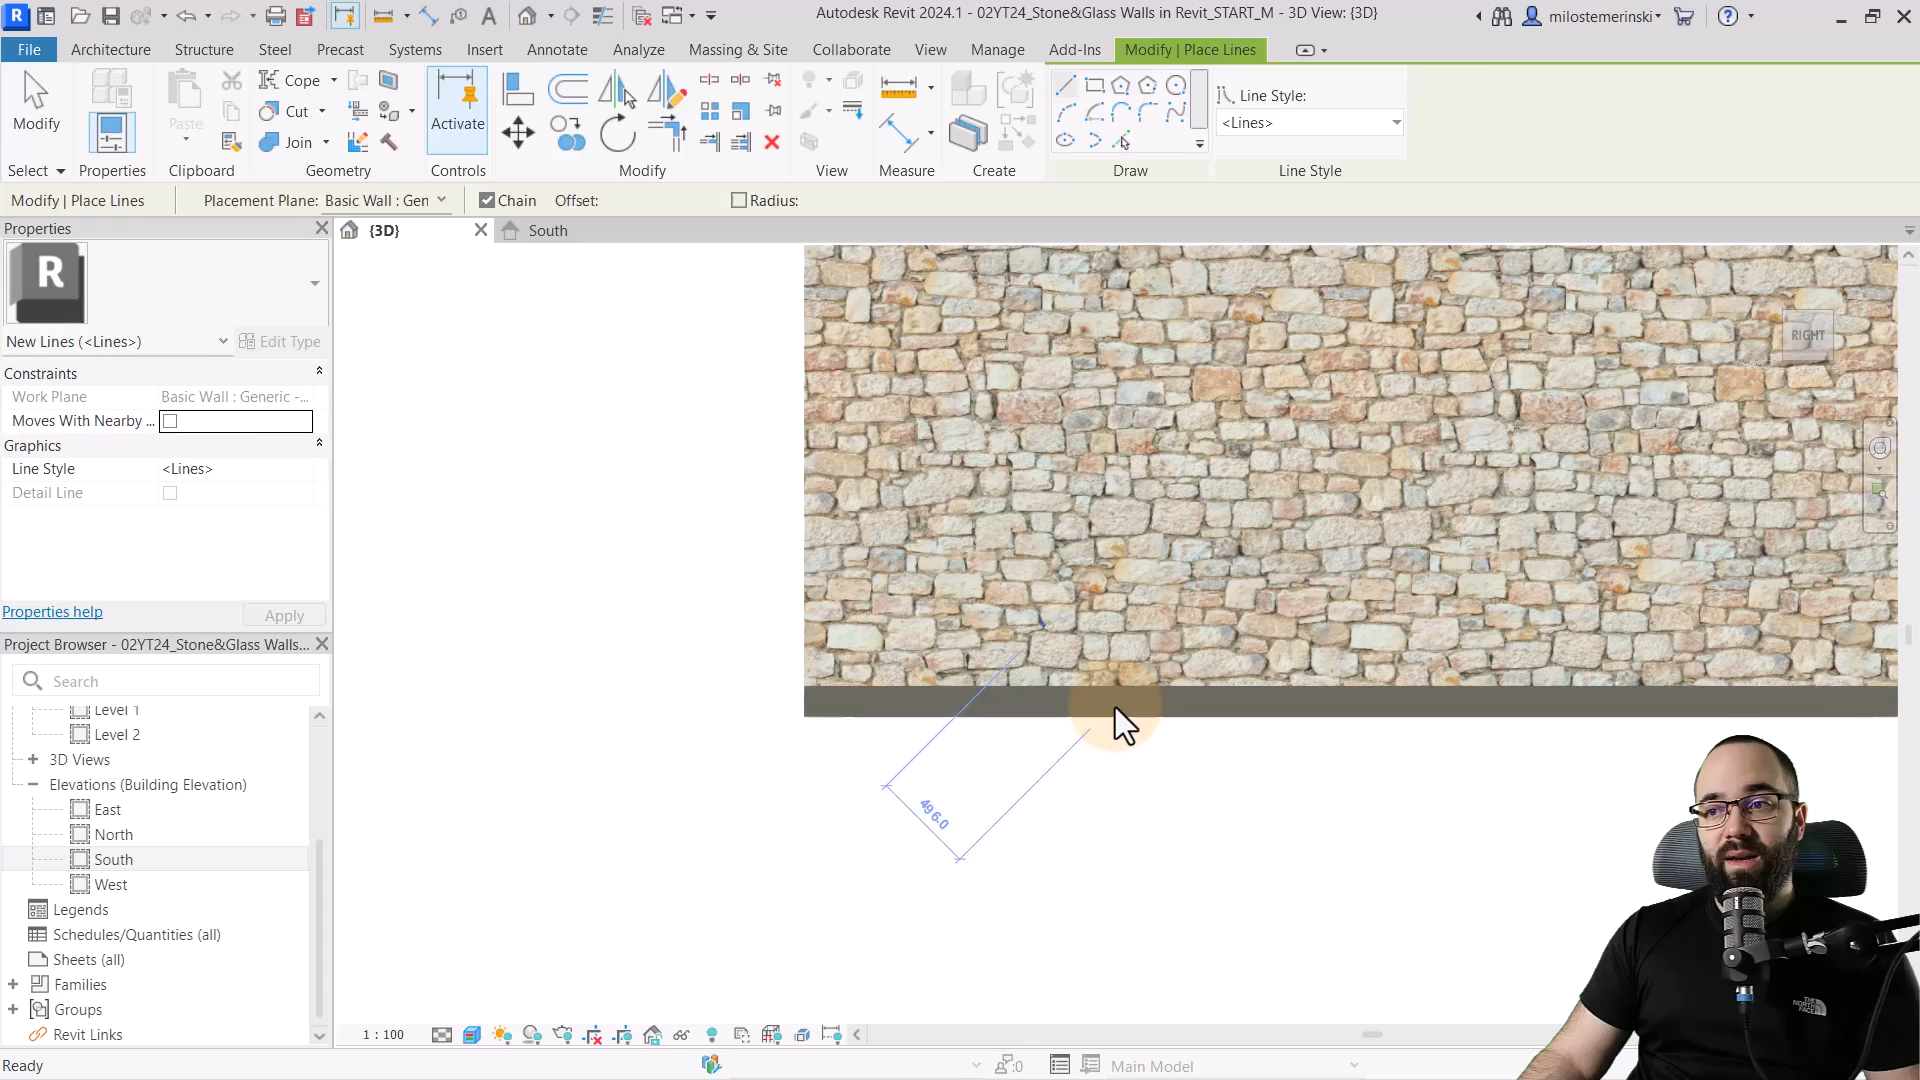 Autodesk Revit 2024.1 - 02YT24_Stone&Glass Walls in Revit_START_M - 3D View: {3D}
milostemerinski
File
Architecture
Structure
Steel
Precast
Systems
Insert
Annotate
Analyze
Massing & Site
Collaborate
View
Manage
Add-Ins
Modify | Place Lines
Modify
Paste
Cope
Cut
Join
Activate
Line Style:
<Lines>
Select
Properties
Clipboard
Geometry
Controls
Modify
View
Measure
Create
Draw
Line Style
Modify | Place Lines
Placement Plane:
Basic Wall : Gen
Chain
Offset:
Radius:
Properties
{3D}
South
R
New Lines (<Lines>)
Edit Type
Constraints
Work Plane
Basic Wall : Generic -...
Moves With Nearby ...
Graphics
Line Style
<Lines>
Detail Line
Properties help
Apply
RIGHT
496.0
Project Browser - 02YT24_Stone&Glass Walls...
Search
Level 1
Level 2
3D Views
Elevations (Building Elevation)
East
North
South
West
Legends
Schedules/Quantities (all)
Sheets (all)
Families
Groups
Revit Links
1 : 100
Ready
:0
Main Model
THE NORTH FACE